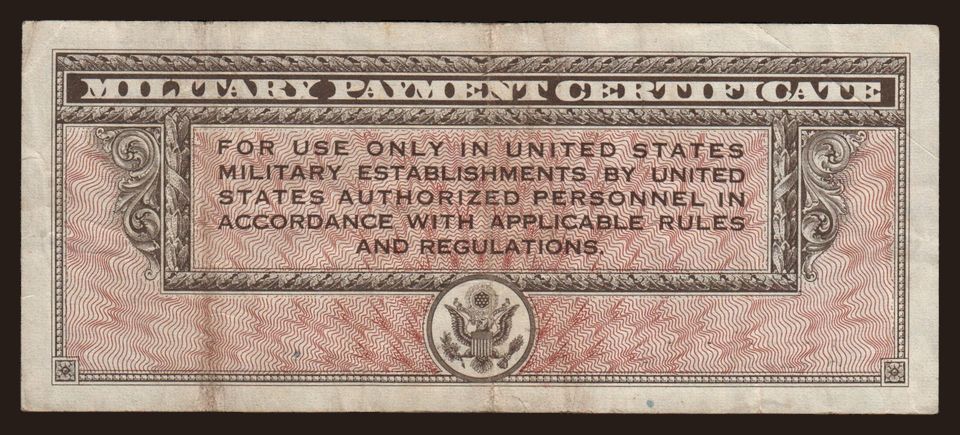 MILITARY PAYMENT CERTIFICATE
FOR USE ONLY IN UNITED STATES
MILITARY ESTABLISHMENTS BY UNITED
STATES AUTHORIZED PERSONNEL IN
ACCORDANCE WITH APPLICABLE RULES
AND REGULATIONS.